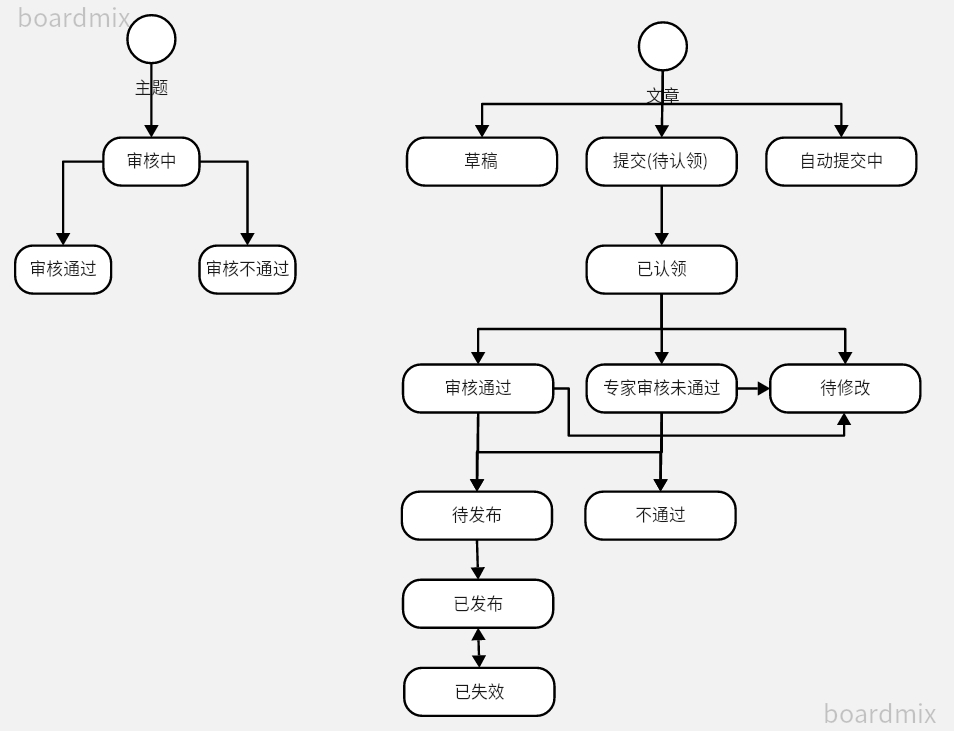 boardmix
主题
审核中
审核通过
审核不通过
文章
草稿
提交(待认领)
自动提交中
已认领
审核通过
专家审核未通过
待修改
待发布
不通过
已发布
已失效
boardmix